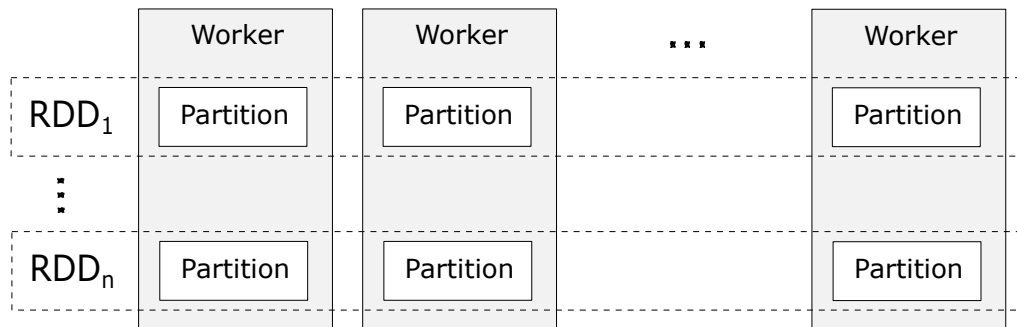 Worker Worker ... Worker
RDD₁ Partition Partition Partition
⋮
RDDₙ Partition Partition Partition